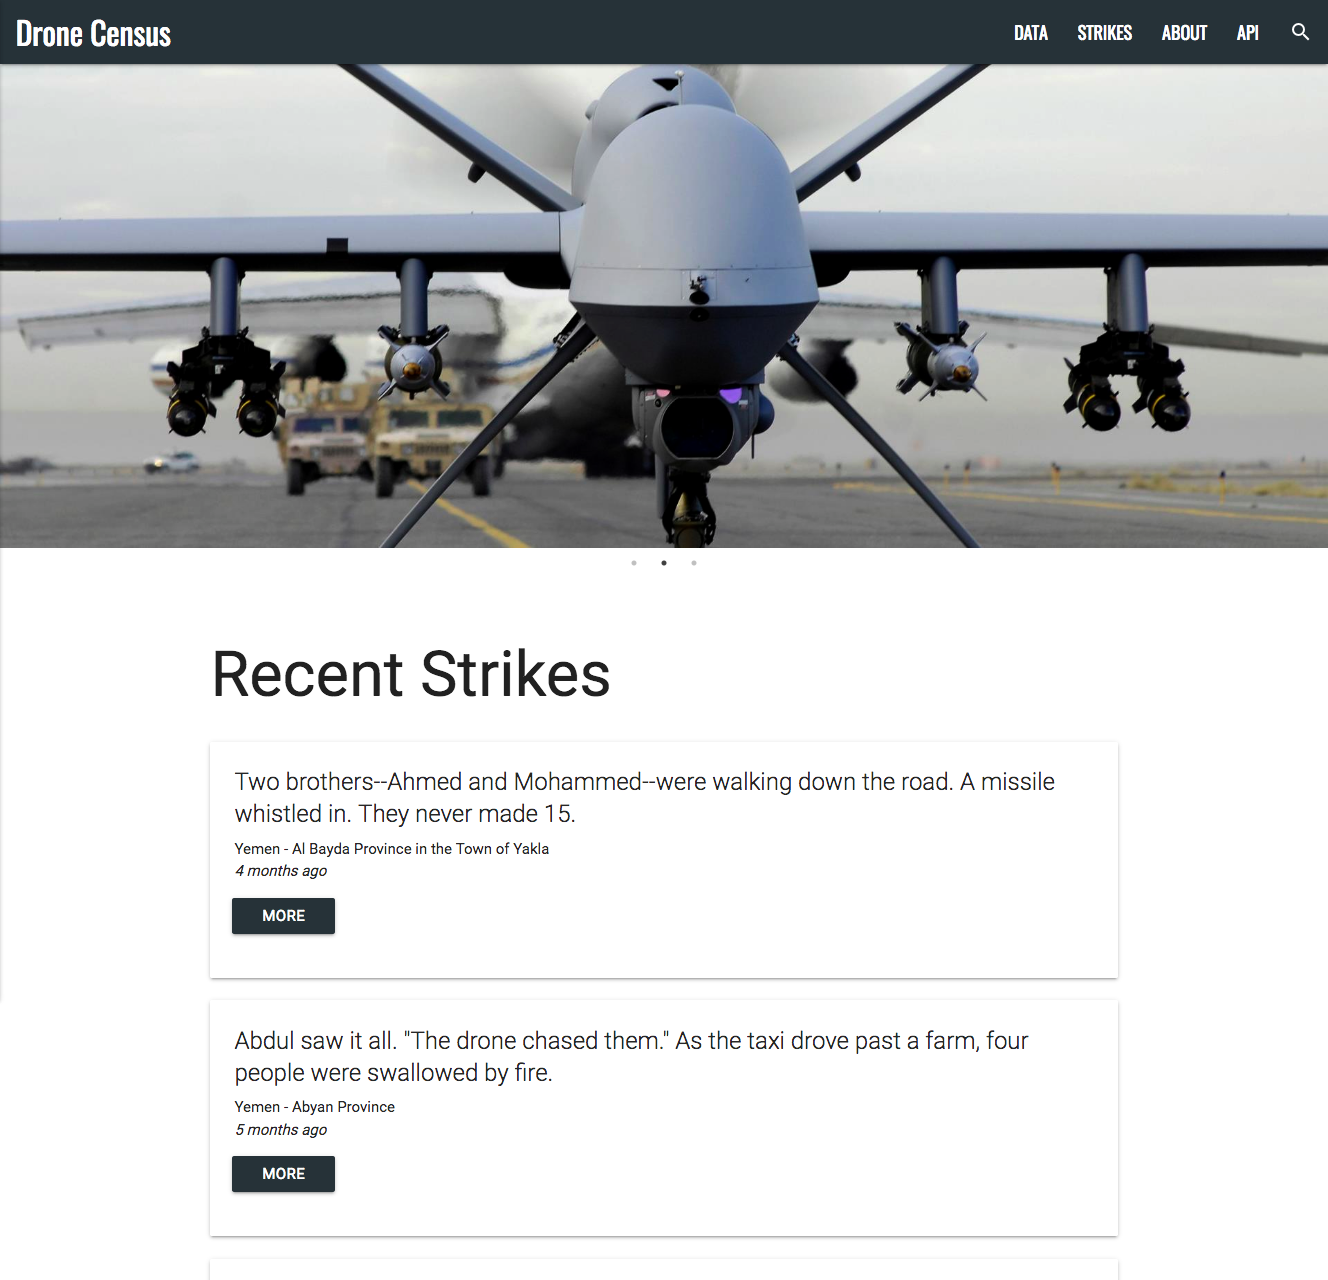 Drone Census
DATA STRIKES ABOUT API
Recent Strikes
Two brothers--Ahmed and Mohammed--were walking down the road. A missile
whistled in. They never made 15.
Yemen - Al Bayda Province in the Town of Yakla
4 months ago
MORE
Abdul saw it all. "The drone chased them." As the taxi drove past a farm, four
people were swallowed by fire.
Yemen - Abyan Province
5 months ago
MORE